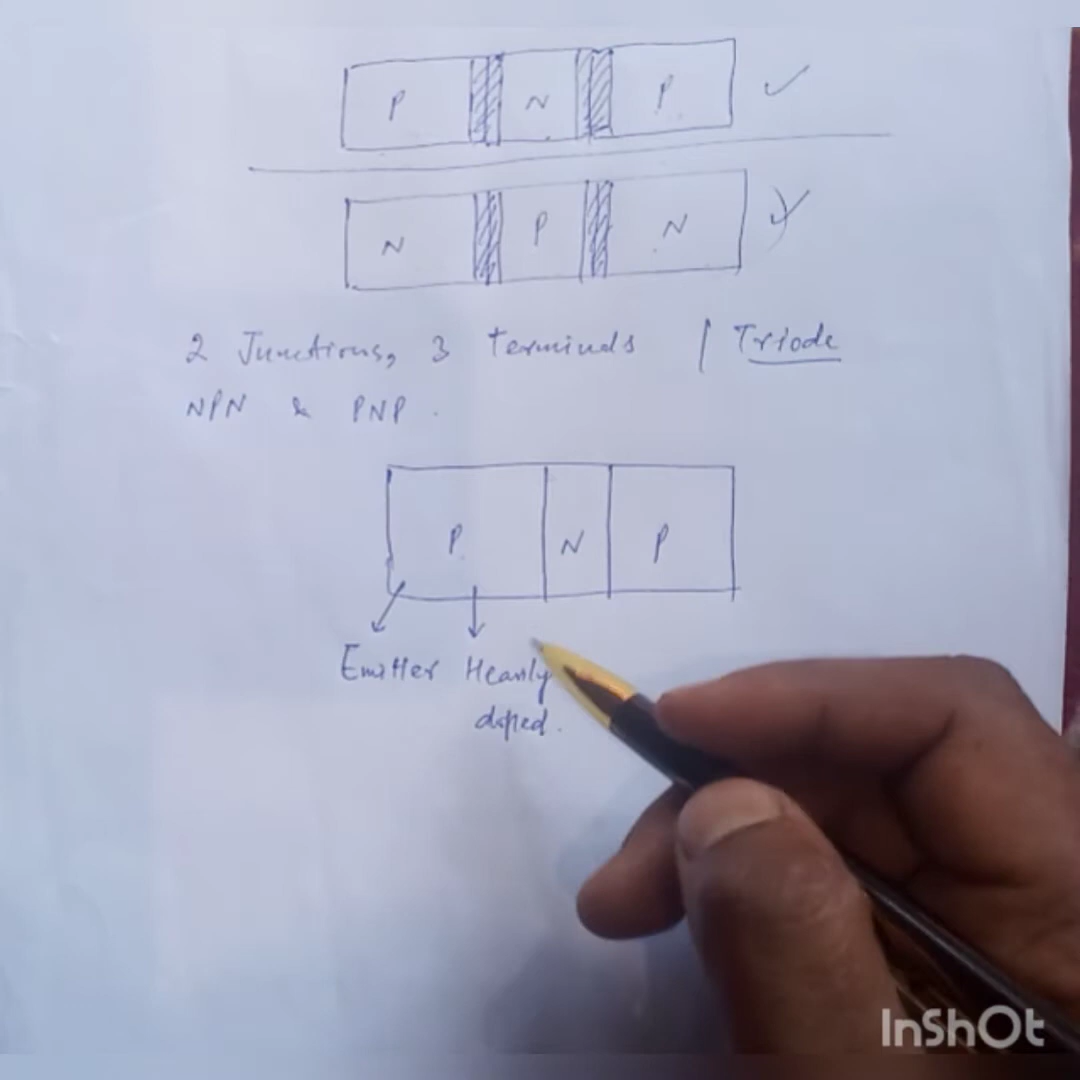 P N P
N P N
2 Junctions, 3 terminals / Triode
NPN & PNP.
P N P
Emitter Heavily
doped.
InShOt